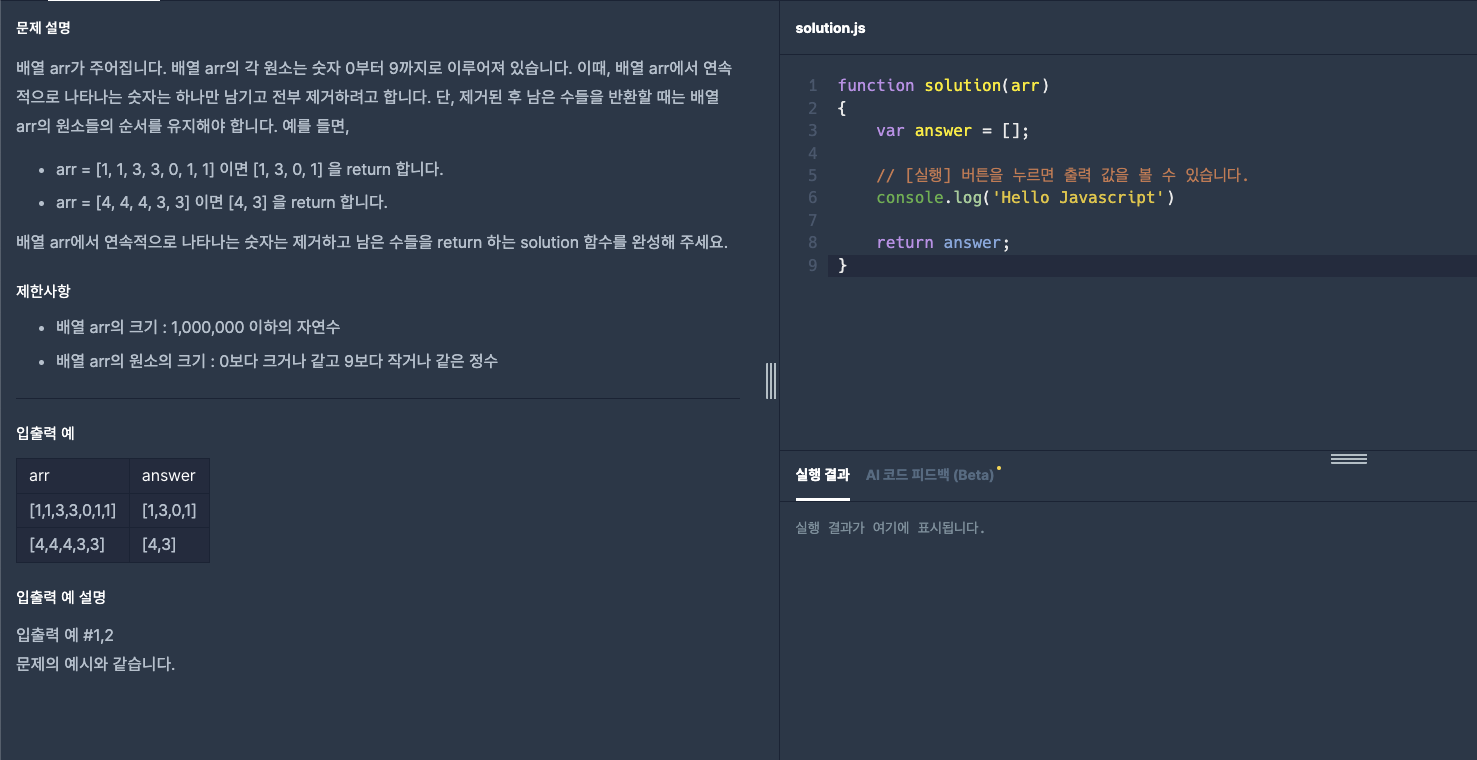 문제 설명
배열 arr가 주어집니다. 배열 arr의 각 원소는 숫자 0부터 9까지로 이루어져 있습니다. 이때, 배열 arr에서 연속
적으로 나타나는 숫자는 하나만 남기고 전부 제거하려고 합니다. 단, 제거된 후 남은 수들을 반환할 때는 배열
arr의 원소들의 순서를 유지해야 합니다. 예를 들면,
• arr = [1, 1, 3, 3, 0, 1, 1] 이면 [1, 3, 0, 1] 을 return 합니다.
• arr = [4, 4, 4, 3, 3] 이면 [4, 3] 을 return 합니다.
배열 arr에서 연속적으로 나타나는 숫자는 제거하고 남은 수들을 return 하는 solution 함수를 완성해 주세요.
제한사항
• 배열 arr의 크기 : 1,000,000 이하의 자연수
• 배열 arr의 원소의 크기 : 0보다 크거나 같고 9보다 작거나 같은 정수
입출력 예
arr answer
[1,1,3,3,0,1,1] [1,3,0,1]
[4,4,4,3,3] [4,3]
입출력 예 설명
입출력 예 #1,2
문제의 예시와 같습니다.
solution.js
1 function solution(arr)
2 {
3     var answer = [];
4
5     // [실행] 버튼을 누르면 출력 값을 볼 수 있습니다.
6     console.log('Hello Javascript')
7
8     return answer;
9 }
실행 결과 AI 코드 피드백 (Beta)
실행 결과가 여기에 표시됩니다.